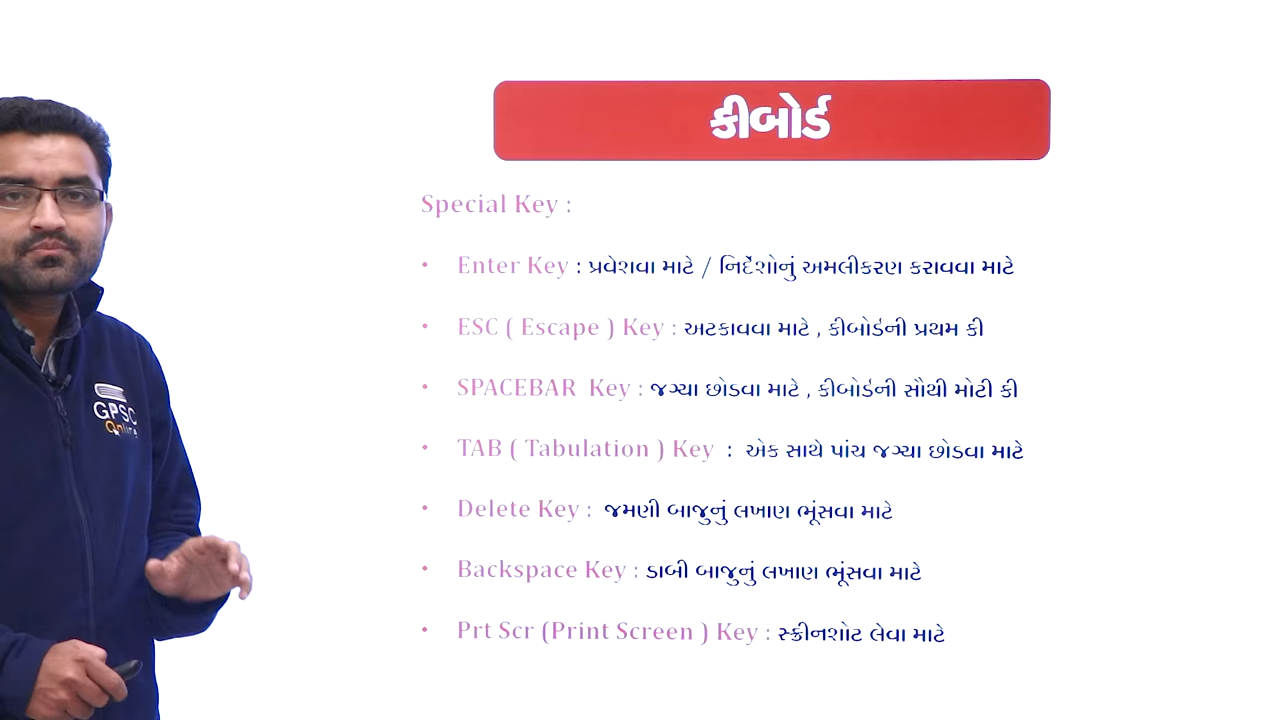 કીબોર્ડ
Special Key :
• Enter Key : પ્રવેશવા માટે / નિર્દેશોનું અમલીકરણ કરાવવા માટે
• ESC ( Escape ) Key : અટકાવવા માટે , કીબોર્ડની પ્રથમ કી
• SPACEBAR Key : જગ્યા છોડવા માટે , કીબોર્ડની સૌથી મોટી કી
• TAB ( Tabulation ) Key : એક સાથે પાંચ જગ્યા છોડવા માટે
• Delete Key : જમણી બાજુનું લખાણ ભૂંસવા માટે
• Backspace Key : ડાબી બાજુનું લખાણ ભૂંસવા માટે
• Prt Scr (Print Screen ) Key : સ્ક્રીનશોટ લેવા માટે
GPSC
Online